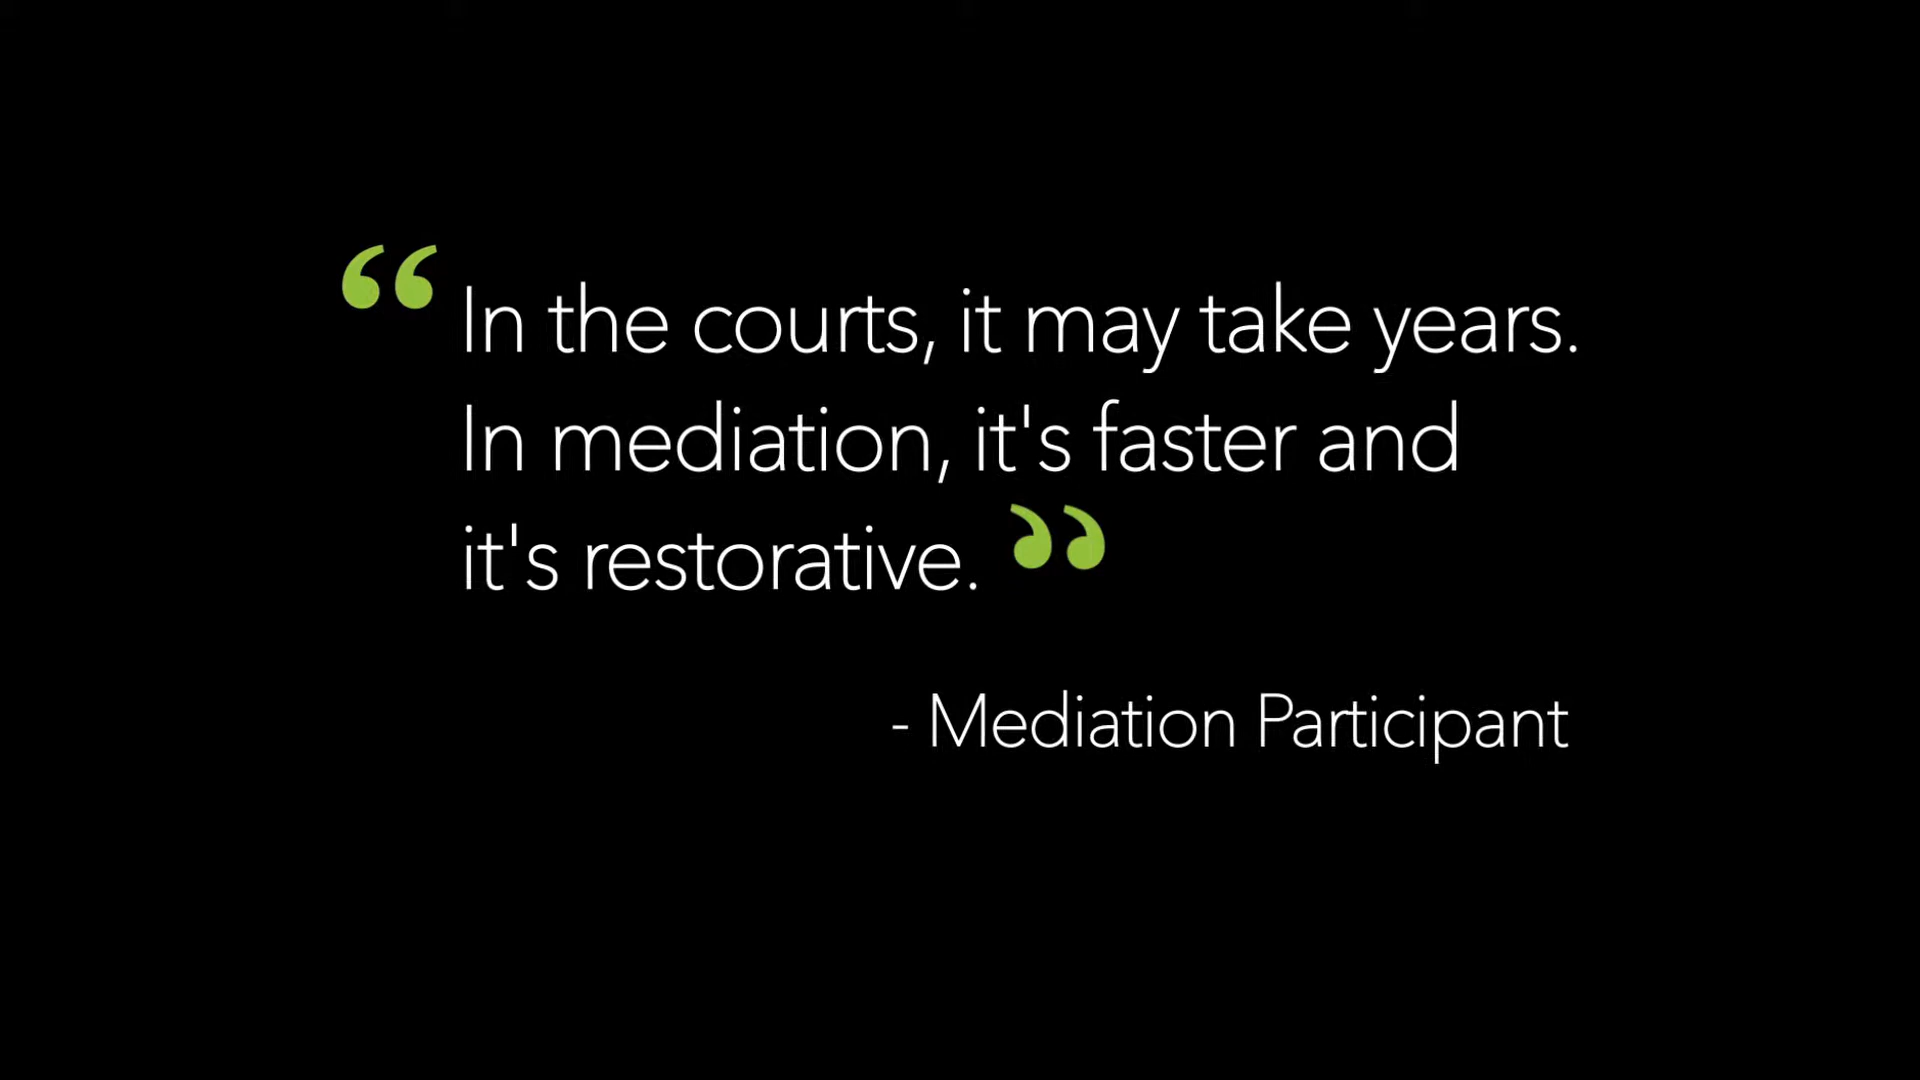 “In the courts, it may take years.
In mediation, it's faster and
it's restorative.”
- Mediation Participant